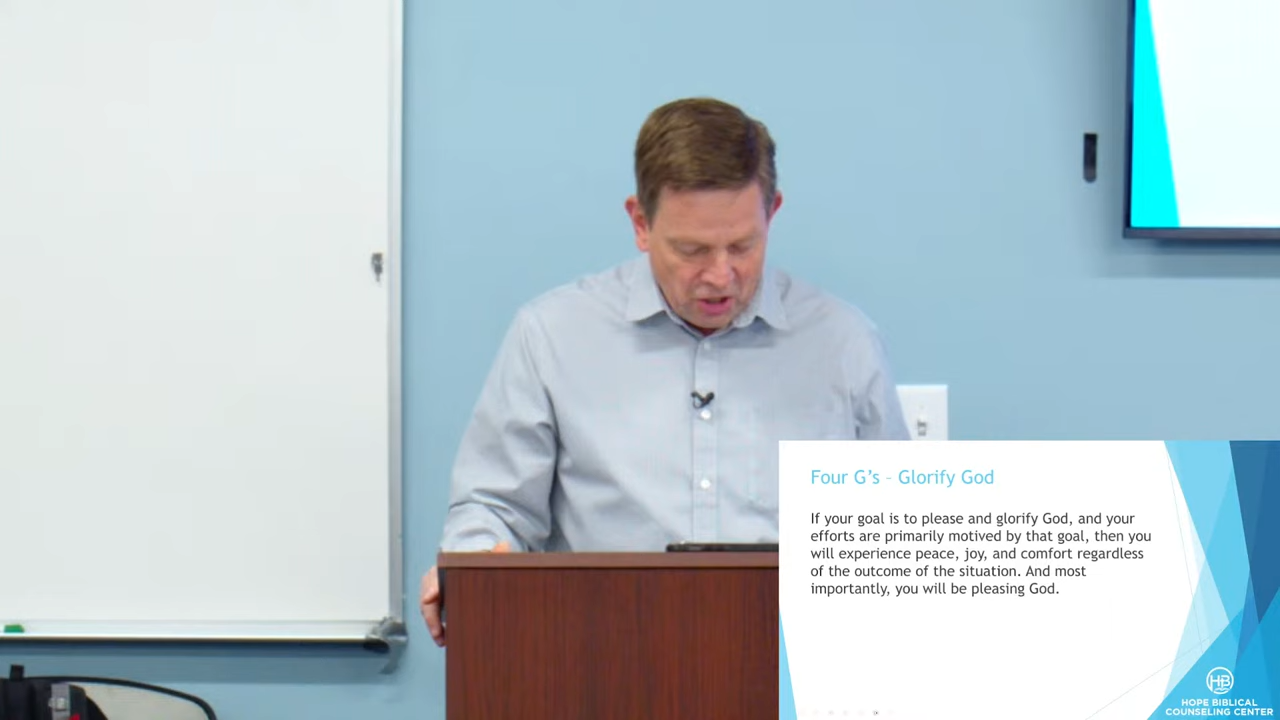 Four G's – Glorify God
If your goal is to please and glorify God, and your
efforts are primarily motived by that goal, then you
will experience peace, joy, and comfort regardless
of the outcome of the situation. And most
importantly, you will be pleasing God.
HB
HOPE BIBLICAL
COUNSELING CENTER